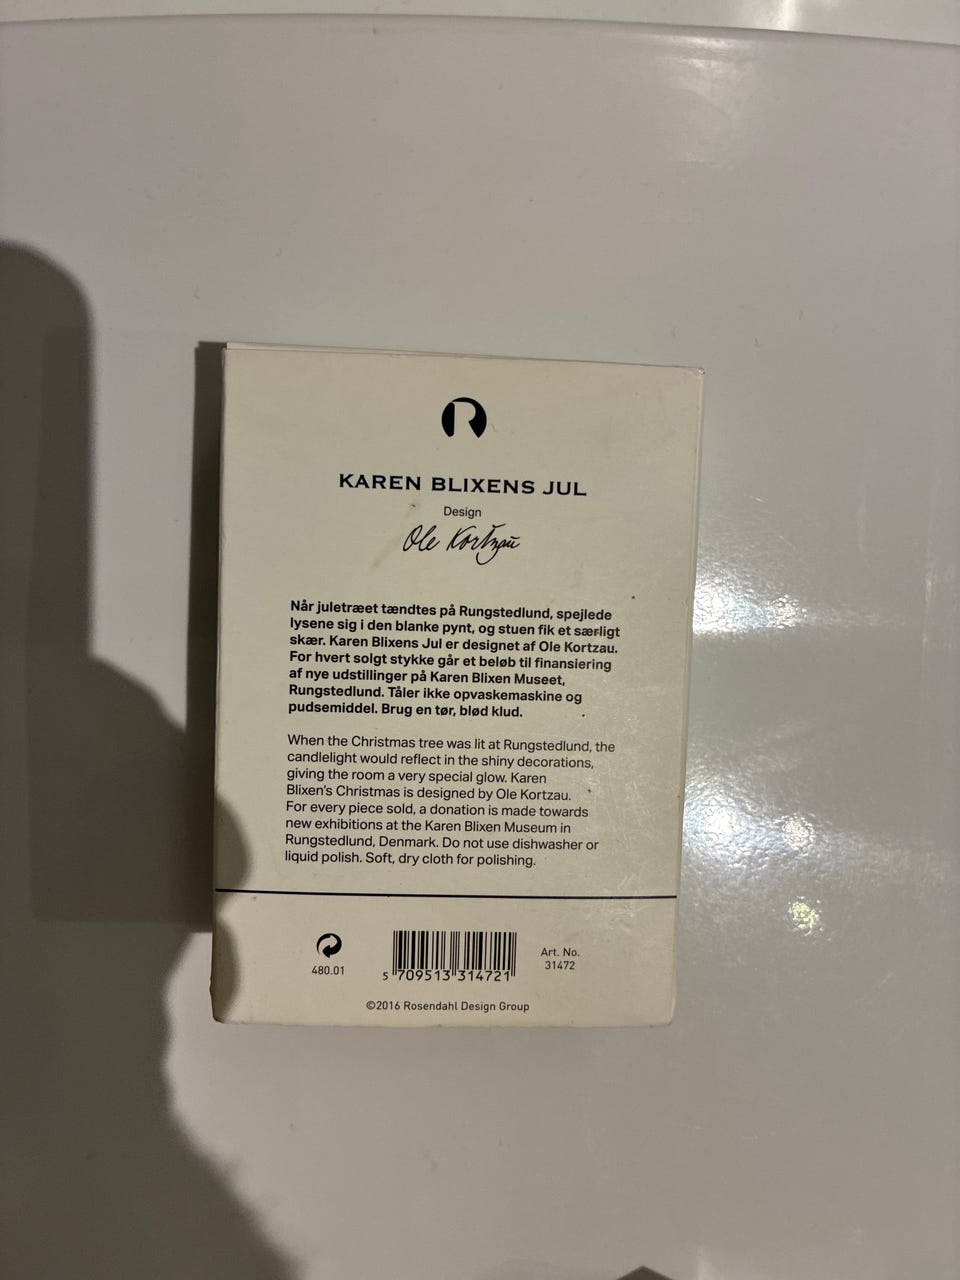 R
KAREN BLIXENS JUL
Design
Ole Kortzau
Når juletræet tændtes på Rungstedlund, spejlede
lysene sig i den blanke pynt, og stuen fik et særligt
skær. Karen Blixens Jul er designet af Ole Kortzau.
For hvert solgt stykke går et beløb til finansiering
af nye udstillinger på Karen Blixen Museet,
Rungstedlund. Tåler ikke opvaskemaskine og
pudsemiddel. Brug en tør, blød klud.
When the Christmas tree was lit at Rungstedlund, the
candlelight would reflect in the shiny decorations,
giving the room a very special glow. Karen
Blixen's Christmas is designed by Ole Kortzau.
For every piece sold, a donation is made towards
new exhibitions at the Karen Blixen Museum in
Rungstedlund, Denmark. Do not use dishwasher or
liquid polish. Soft, dry cloth for polishing.
480.01
5 709513 314721
Art. No.
31472
©2016 Rosendahl Design Group